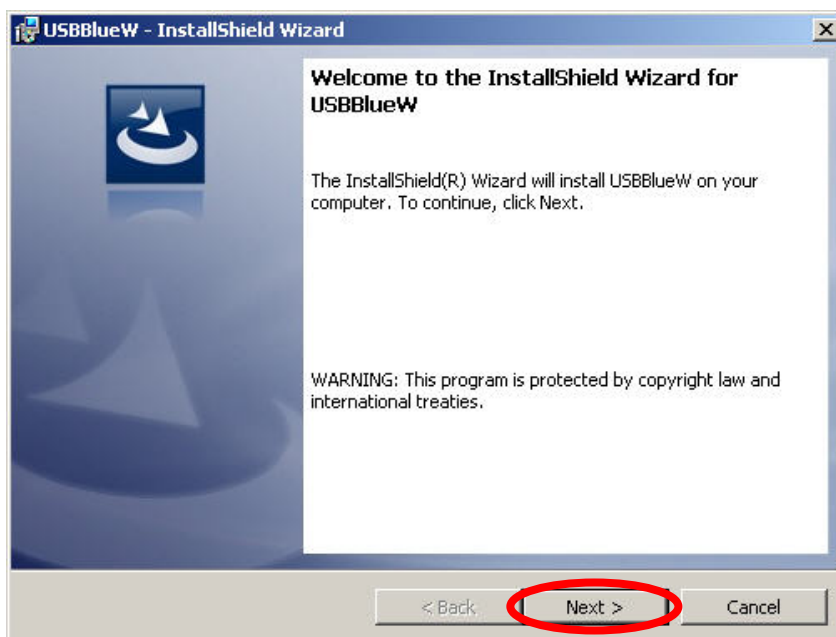 USBBlueW - InstallShield Wizard
Welcome to the InstallShield Wizard for
USBBlueW
The InstallShield(R) Wizard will install USBBlueW on your
computer. To continue, click Next.
WARNING: This program is protected by copyright law and
international treaties.
< Back Next > Cancel